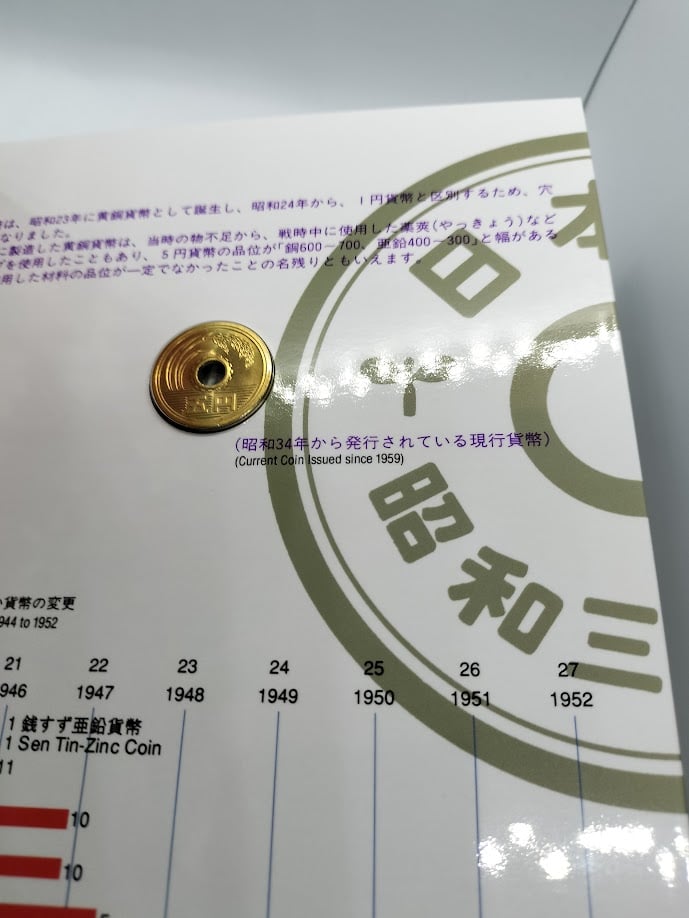 は、昭和23年に黄銅貨幣として誕生し、昭和24年から、1円貨幣と区別するため、穴
なりました。
に製造した黄銅貨幣は、当時の物不足から、戦時中に使用した薬莢(やっきょう)など
を使用したこともあり、5円貨幣の品位が「銅600〜700、亜鉛400〜300」と幅がある
用した材料の品位が一定でなかったことの名残りともいえます。
日本
五円
(昭和34年から発行されている現行貨幣)
(Current Coin Issued since 1959)
昭和三
い貨幣の変更
944 to 1952
21 22 23 24 25 26 27
946 1947 1948 1949 1950 1951 1952
1 銭すず亜鉛貨幣
1 Sen Tin-Zinc Coin
11
10
10